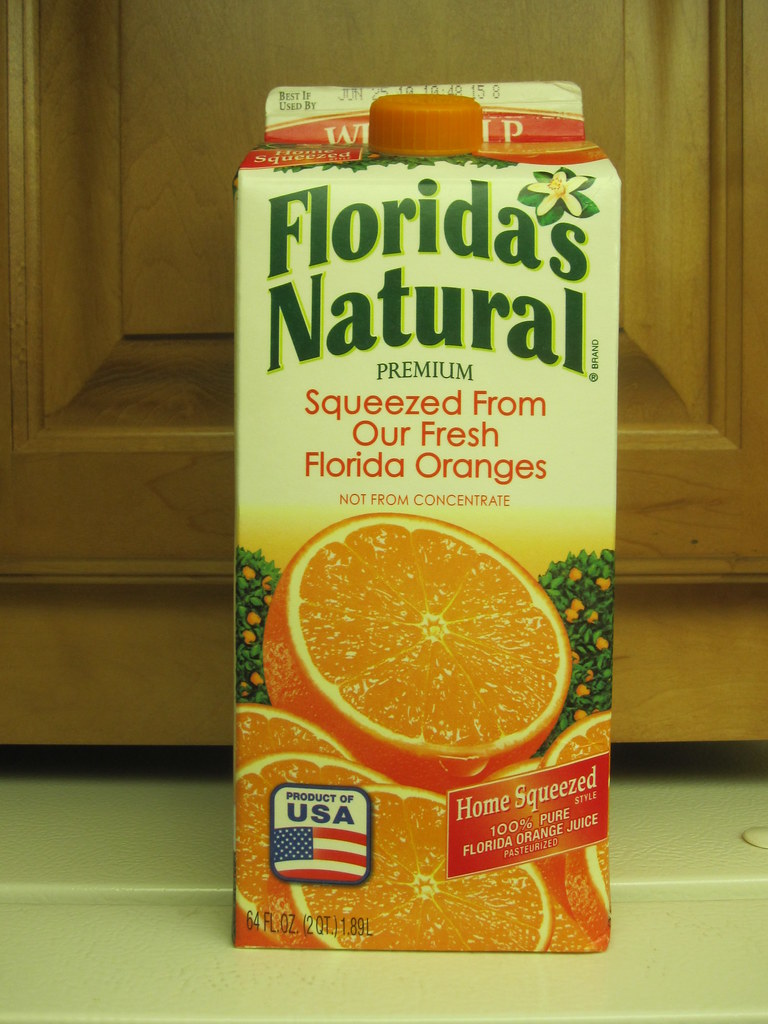 BEST IF
USED BY
JUN 25 10 10:48 15 8
Home
Squeezed
Florida's
Natural
® BRAND
PREMIUM
Squeezed From
Our Fresh
Florida Oranges
NOT FROM CONCENTRATE
PRODUCT OF
USA
Home Squeezed
STYLE
100% PURE
FLORIDA ORANGE JUICE
PASTEURIZED
64 FL. OZ. (2 QT.) 1.89L